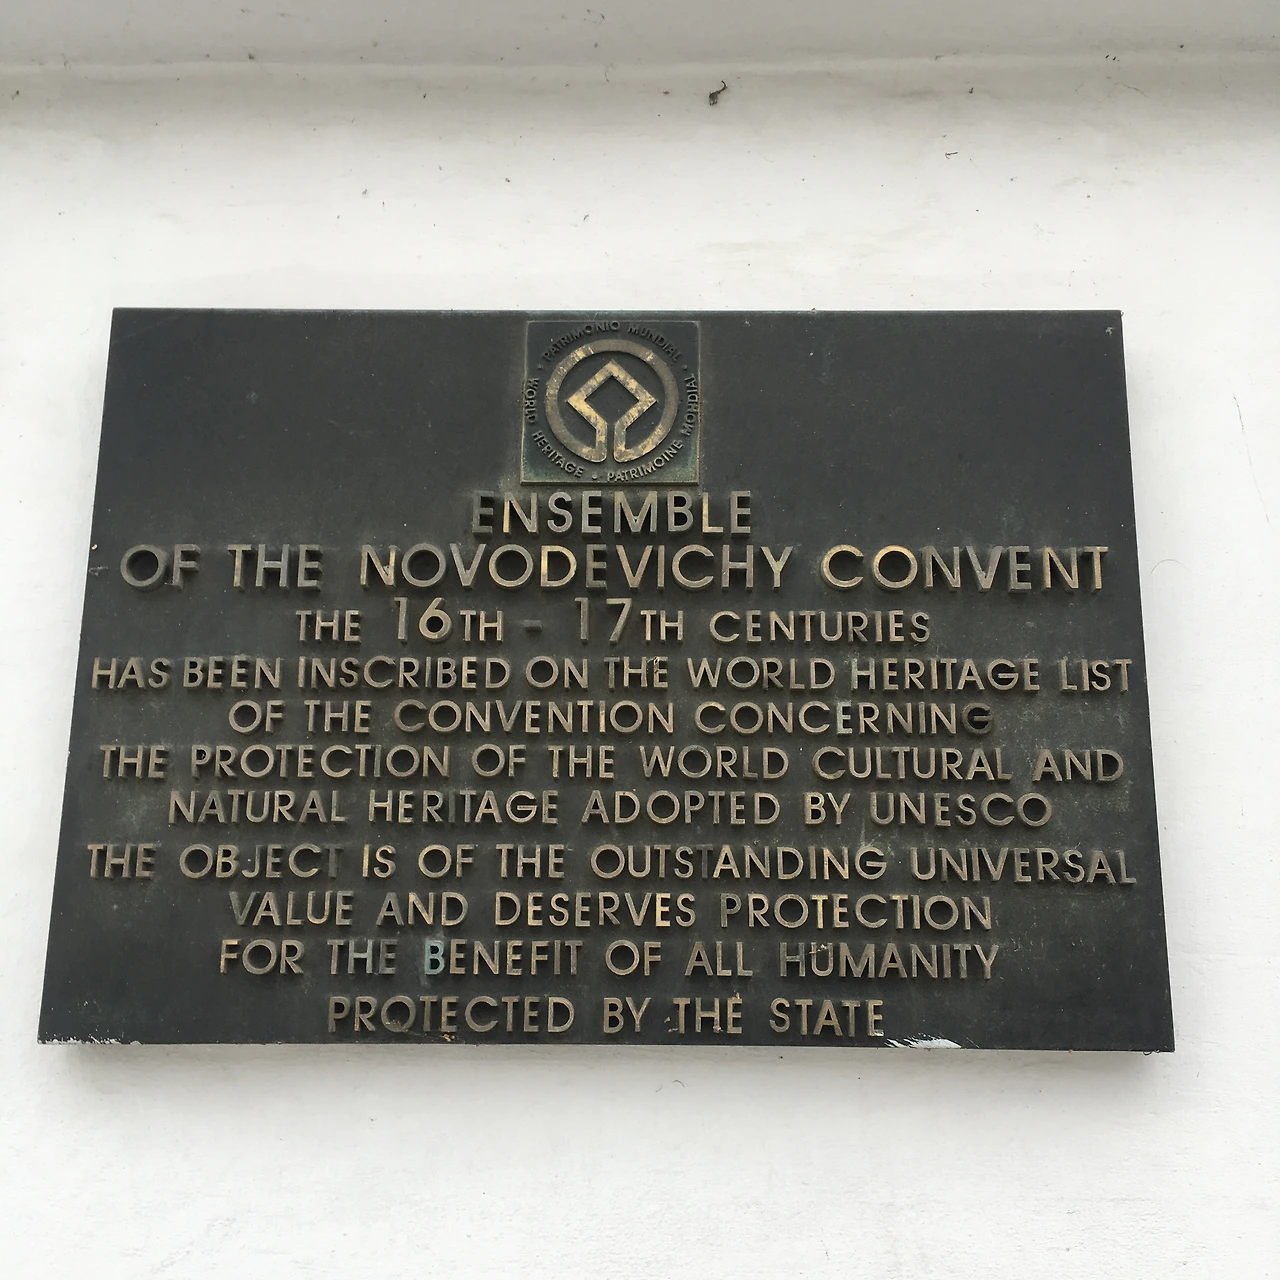 PATRIMONIO MUNDIAL • WORLD HERITAGE • PATRIMOINE MONDIAL •
ENSEMBLE
OF THE NOVODEVICHY CONVENT
THE 16TH - 17TH CENTURIES
HAS BEEN INSCRIBED ON THE WORLD HERITAGE LIST
OF THE CONVENTION CONCERNING
THE PROTECTION OF THE WORLD CULTURAL AND
NATURAL HERITAGE ADOPTED BY UNESCO
THE OBJECT IS OF THE OUTSTANDING UNIVERSAL
VALUE AND DESERVES PROTECTION
FOR THE BENEFIT OF ALL HUMANITY
PROTECTED BY THE STATE